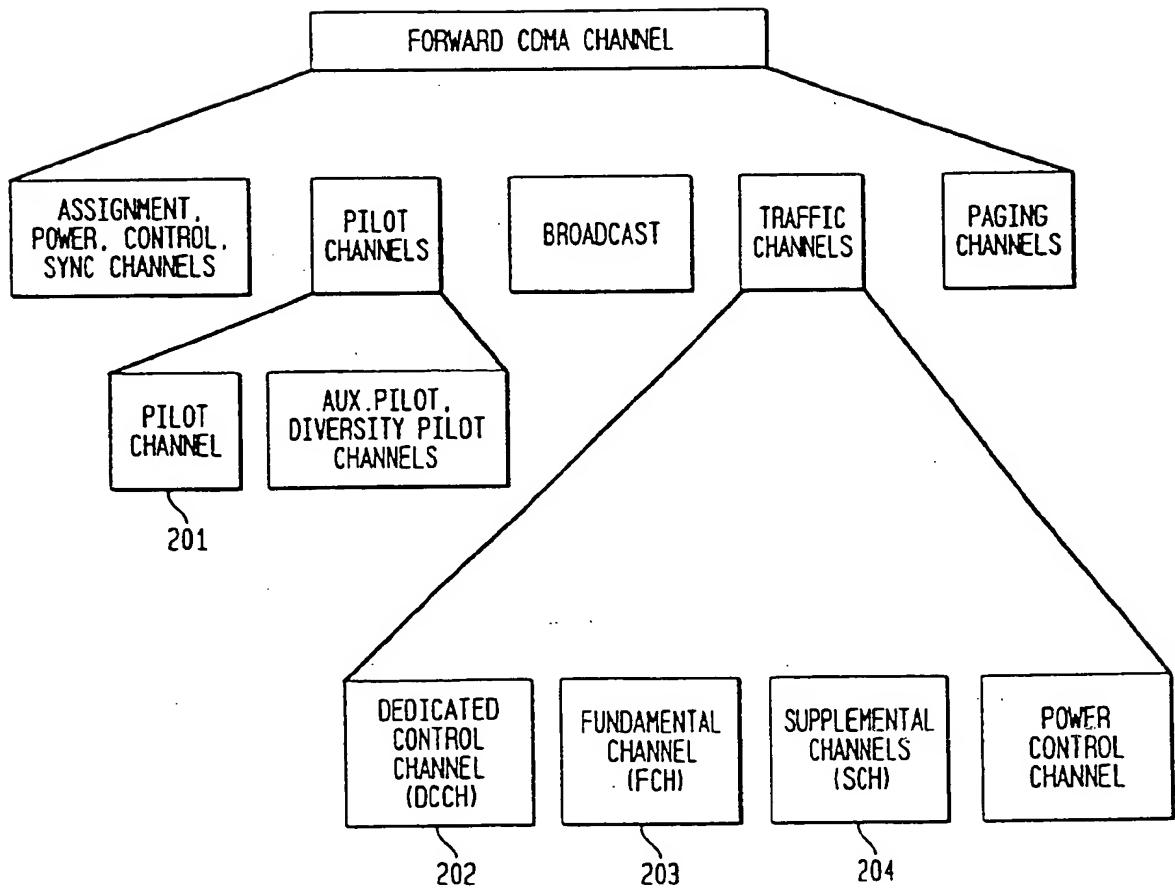 FORWARD CDMA CHANNEL
ASSIGNMENT,
POWER, CONTROL,
SYNC CHANNELS
PILOT
CHANNELS
BROADCAST
TRAFFIC
CHANNELS
PAGING
CHANNELS
PILOT
CHANNEL
AUX.PILOT,
DIVERSITY PILOT
CHANNELS
201
DEDICATED
CONTROL
CHANNEL
(DCCH)
FUNDAMENTAL
CHANNEL
(FCH)
SUPPLEMENTAL
CHANNELS
(SCH)
POWER
CONTROL
CHANNEL
202
203
204